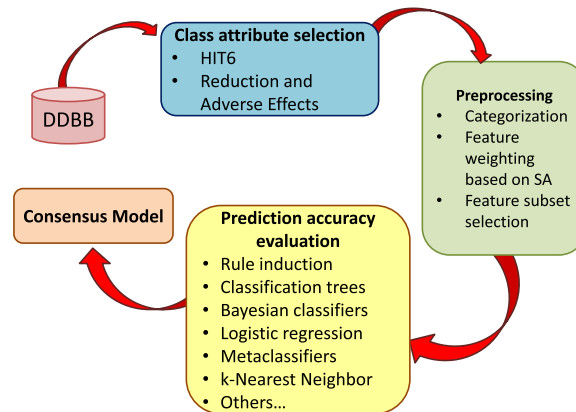 DDBB
Class attribute selection
• HIT6
• Reduction and
Adverse Effects
Preprocessing
• Categorization
• Feature
weighting
based on SA
• Feature subset
selection
Prediction accuracy
evaluation
• Rule induction
• Classification trees
• Bayesian classifiers
• Logistic regression
• Metaclassifiers
• k-Nearest Neighbor
• Others...
Consensus Model